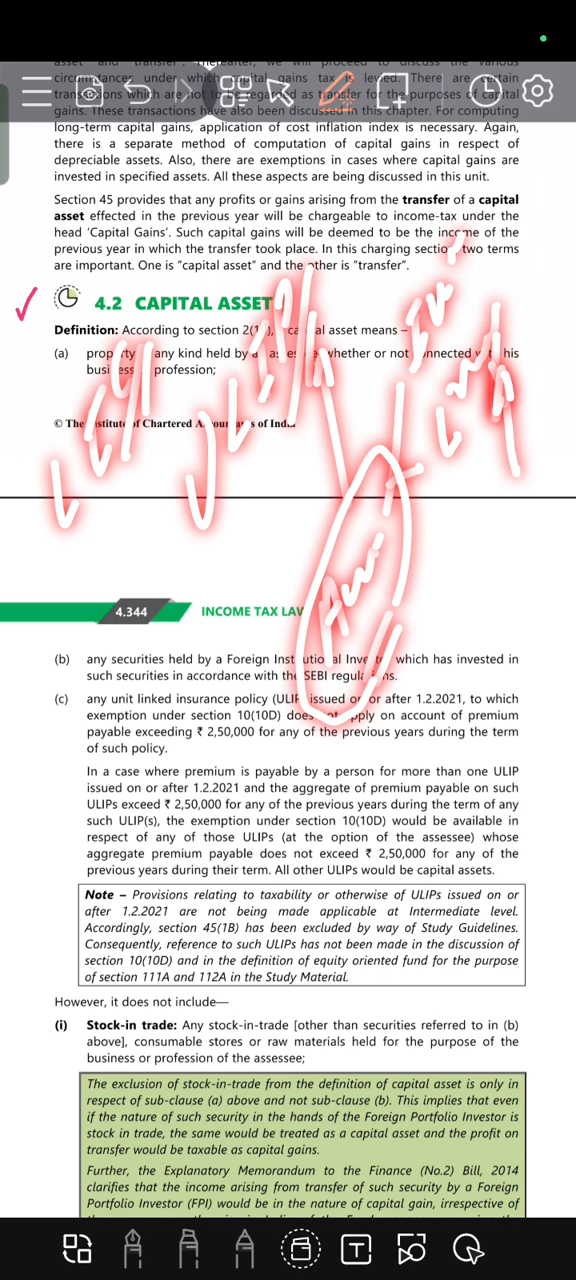 circumstances under which capital gains tax is levied. There are certain
transactions which are not to be regarded as transfer for the purposes of capital
gains. These transactions have also been discussed in this chapter. For computing
long-term capital gains, application of cost inflation index is necessary. Again,
there is a separate method of computation of capital gains in respect of
depreciable assets. Also, there are exemptions in cases where capital gains are
invested in specified assets. All these aspects are being discussed in this unit.
Section 45 provides that any profits or gains arising from the transfer of a capital
asset effected in the previous year will be chargeable to income-tax under the
head ‘Capital Gains’. Such capital gains will be deemed to be the income of the
previous year in which the transfer took place. In this charging section, two terms
are important. One is “capital asset” and the other is “transfer”.
4.2 CAPITAL ASSET
Definition: According to section capital asset means –
(a) property any kind held by assessee, whether or not connected his
business profession;
© The Institute of Chartered Accountants of India
4.344 INCOME TAX LAW
(b) any securities held by a Foreign Institutional Investor which has invested in
such securities in accordance with the SEBI regulations.
(c) any unit linked insurance policy (ULIP) issued on or after 1.2.2021, to which
exemption under section 10(10D) does not apply on account of premium
payable exceeding ₹ 2,50,000 for any of the previous years during the term
of such policy.
In a case where premium is payable by a person for more than one ULIP
issued on or after 1.2.2021 and the aggregate of premium payable on such
ULIPs exceed ₹ 2,50,000 for any of the previous years during the term of any
such ULIP(s), the exemption under section 10(10D) would be available in
respect of any of those ULIPs (at the option of the assessee) whose
aggregate premium payable does not exceed ₹ 2,50,000 for any of the
previous years during their term. All other ULIPs would be capital assets.
Note – Provisions relating to taxability or otherwise of ULIPs issued on or
after 1.2.2021 are not being made applicable at Intermediate level.
Accordingly, section 45(1B) has been excluded by way of Study Guidelines.
Consequently, reference to such ULIPs has not been made in the discussion of
section 10(10D) and in the definition of equity oriented fund for the purpose
of section 111A and 112A in the Study Material.
However, it does not include—
(i) Stock-in trade: Any stock-in-trade [other than securities referred to in (b)
above], consumable stores or raw materials held for the purpose of the
business or profession of the assessee;
The exclusion of stock-in-trade from the definition of capital asset is only in
respect of sub-clause (a) above and not sub-clause (b). This implies that even
if the nature of such security in the hands of the Foreign Portfolio Investor is
stock in trade, the same would be treated as a capital asset and the profit on
transfer would be taxable as capital gains.
Further, the Explanatory Memorandum to the Finance (No.2) Bill, 2014
clarifies that the income arising from transfer of such security by a Foreign
Portfolio Investor (FPI) would be in the nature of capital gain, irrespective of